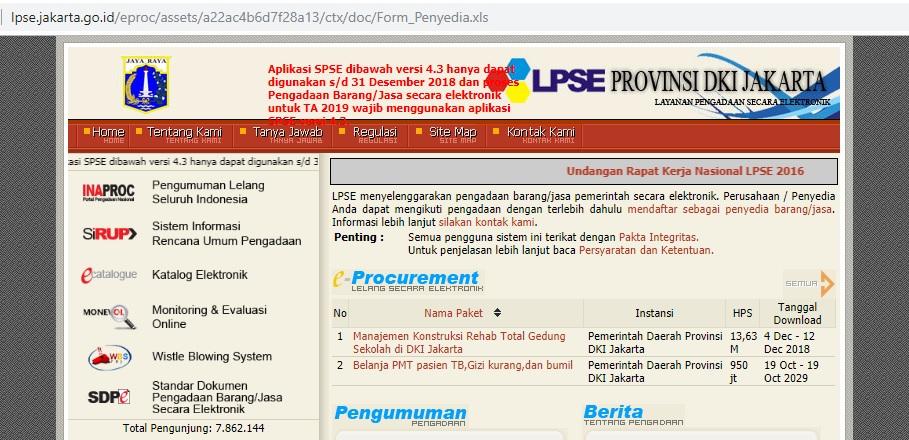 lpse.jakarta.go.id/eproc/assets/a22ac4b6d7f28a13/ctx/doc/Form_Penyedia.xls
JAYA RAYA
Aplikasi SPSE dibawah versi 4.3 hanya dapat
digunakan s/d 31 Desember 2018 dan proses
Pengadaan Barang/Jasa secara elektronik
untuk TA 2019 wajib menggunakan aplikasi
SPSE versi 4.3.
LPSE PROVINSI DKI JAKARTA
LAYANAN PENGADAAN SECARA ELEKTRONIK
Home Tentang Kami Tanya Jawab Regulasi Site Map Kontak Kami
HOME TENTANG KAMI TANYA JAWAB REGULASI SITE MAP KONTAK KAMI
asi SPSE dibawah versi 4.3 hanya dapat digunakan s/d 3
INAPROC
Portal Pengadaan Nasional
Pengumuman Lelang
Seluruh Indonesia
SiRUP
Sistem Informasi
Rencana Umum Pengadaan
e-catalogue
Katalog Elektronik
MONEVOL
Monitoring & Evaluasi
Online
WBS
Wistle Blowing System
SDPe
Standar Dokumen
Pengadaan Barang/Jasa
Secara Elektronik
Total Pengunjung: 7.862.144
Undangan Rapat Kerja Nasional LPSE 2016
LPSE menyelenggarakan pengadaan barang/jasa pemerintah secara elektronik. Perusahaan / Penyedia
Anda dapat mengikuti pengadaan dengan terlebih dahulu mendaftar sebagai penyedia barang/jasa.
Informasi lebih lanjut silakan kontak kami.
Penting : Semua pengguna sistem ini terikat dengan Pakta Integritas.
Untuk penjelasan lebih lanjut baca Persyaratan dan Ketentuan.
e-Procurement
LELANG SECARA ELEKTRONIK
SEMUA
No Nama Paket Instansi HPS Tanggal
Download
1 Manajemen Konstruksi Rehab Total Gedung Pemerintah Daerah Provinsi 13,63 4 Dec - 12
Sekolah di DKI Jakarta DKI Jakarta M Dec 2018
2 Belanja PMT pasien TB,Gizi kurang,dan bumil Pemerintah Daerah Provinsi 950 19 Oct - 19
DKI Jakarta jt Oct 2029
Pengumuman
PENGADAAN
Berita
TENTANG PENGADAAN